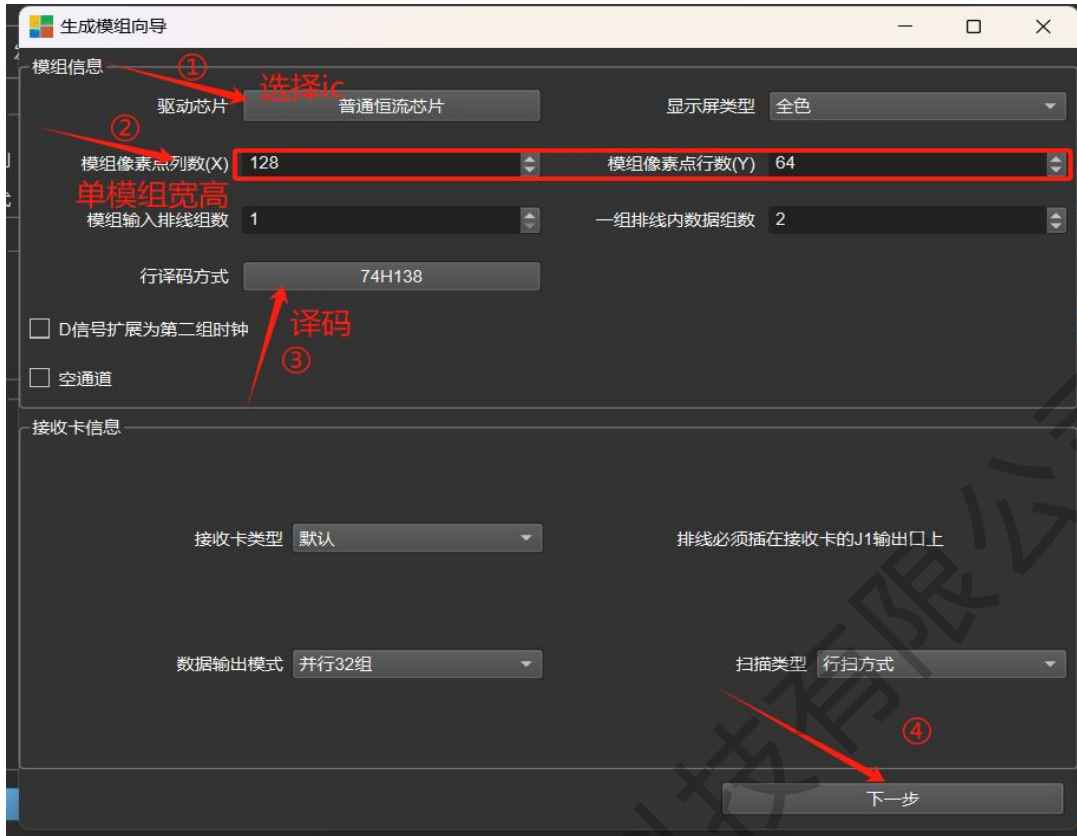 生成模组向导
模组信息
①
选择ic
驱动芯片 普通恒流芯片 显示屏类型 全色
②
模组像素点列数(X) 128 模组像素点行数(Y) 64
单模组宽高
模组输入排线组数 1 一组排线内数据组数 2
行译码方式 74H138
D信号扩展为第二组时钟
译码
③
空通道
接收卡信息
接收卡类型 默认 排线必须插在接收卡的J1输出口上
数据输出模式 并行32组 扫描类型 行扫方式
④
下一步
科技有限公司